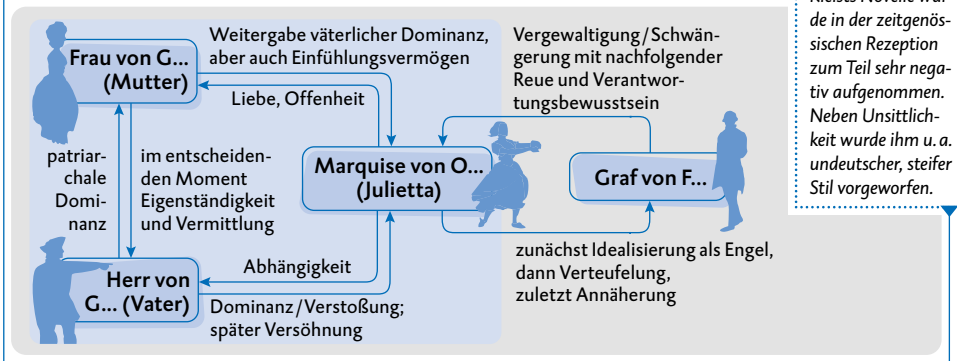 Kleists Novelle wur-
de in der zeitgenös-
sischen Rezeption
zum Teil sehr nega-
tiv aufgenommen.
Neben Unsittlich-
keit wurde ihm u. a.
undeutscher, steifer
Stil vorgeworfen.
Frau von G...
(Mutter)
Weitergabe väterlicher Dominanz,
aber auch Einfühlungsvermögen
Liebe, Offenheit
Vergewaltigung / Schwän-
gerung mit nachfolgender
Reue und Verantwor-
tungsbewusstsein
patriar-
chale
Domi-
nanz
im entscheiden-
den Moment
Eigenständigkeit
und Vermittlung
Marquise von O...
(Julietta)
Graf von F...
Herr von
G... (Vater)
Abhängigkeit
Dominanz / Verstoßung;
später Versöhnung
zunächst Idealisierung als Engel,
dann Verteufelung,
zuletzt Annäherung